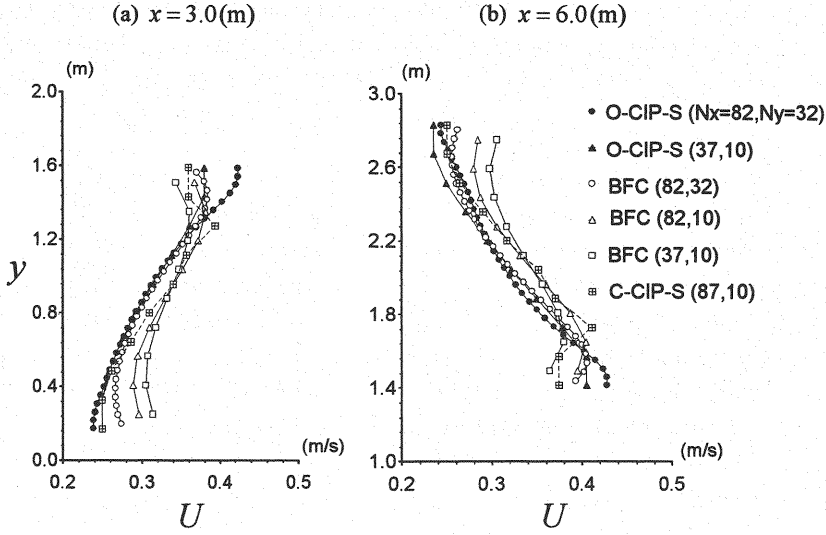 (a) x = 3.0 (m)
(b) x = 6.0 (m)
(m)
2.0
1.6
1.2
0.8
0.4
0.0
y
0.2
0.3
0.4
0.5
(m/s)
U
(m)
3.0
2.6
2.2
1.8
1.4
1.0
0.2
0.3
0.4
0.5
(m/s)
U
O-CIP-S (Nx=82,Ny=32)
O-CIP-S (37,10)
BFC (82,32)
BFC (82,10)
BFC (37,10)
C-CIP-S (87,10)